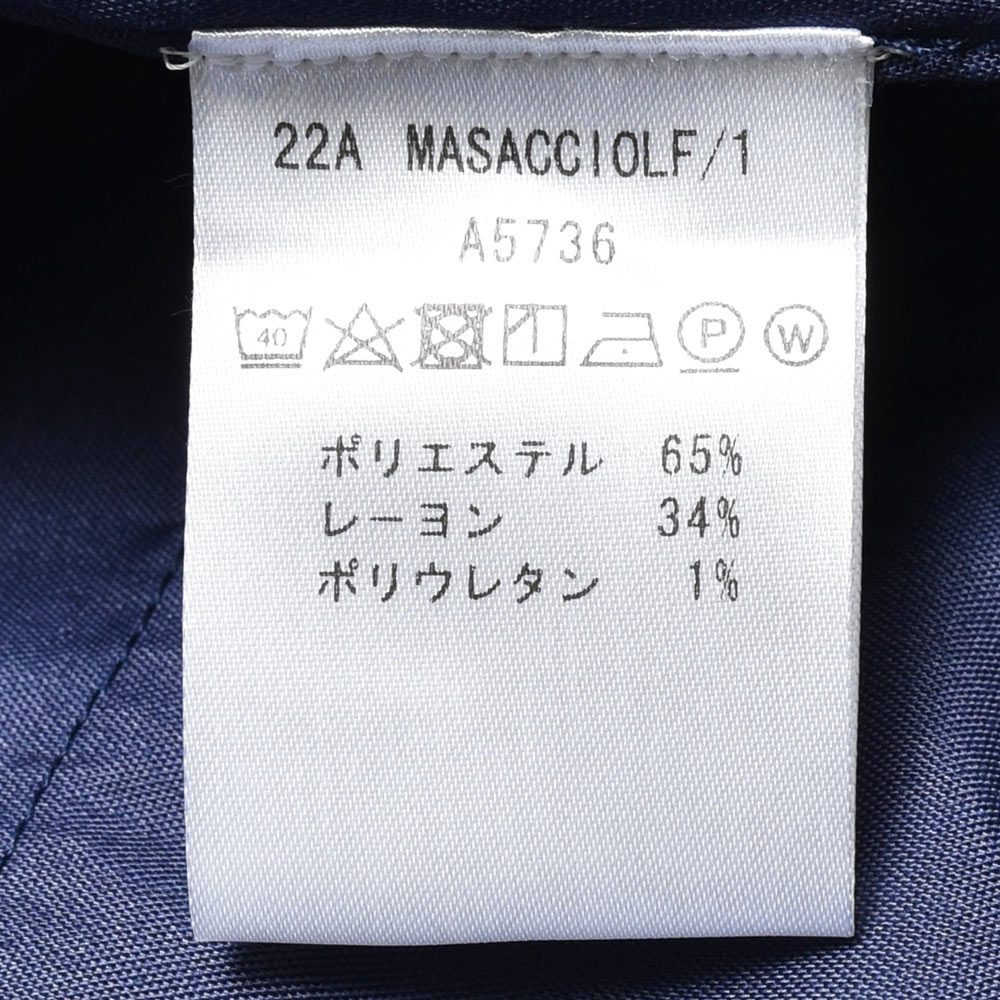 22A MASACCIOLF/1
A5736
40 P W
ポリエステル 65%
レーヨン 34%
ポリウレタン 1%